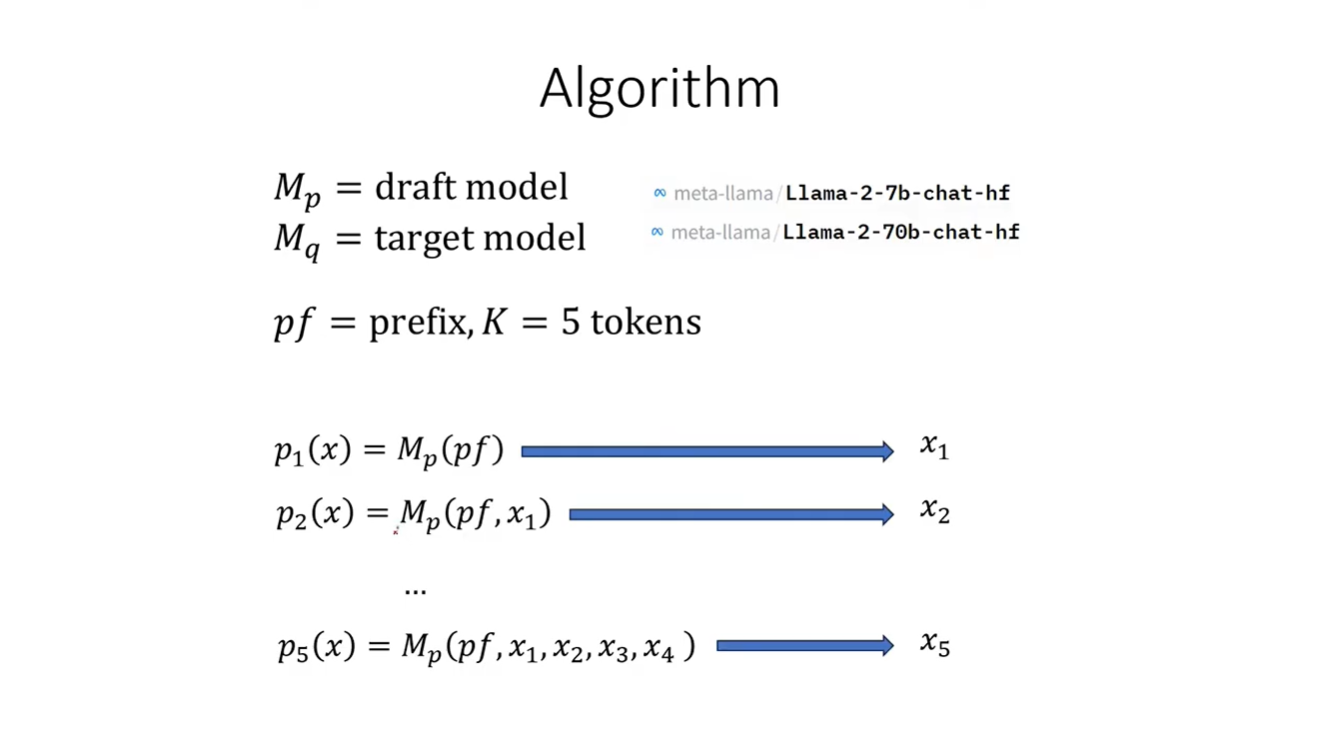 Algorithm
M_p = draft model
∞ meta-llama/Llama-2-7b-chat-hf
M_q = target model
∞ meta-llama/Llama-2-70b-chat-hf
pf = prefix, K = 5 tokens
p_1(x) = M_p(pf) x_1
p_2(x) = M_p(pf, x_1) x_2
...
p_5(x) = M_p(pf, x_1, x_2, x_3, x_4 ) x_5